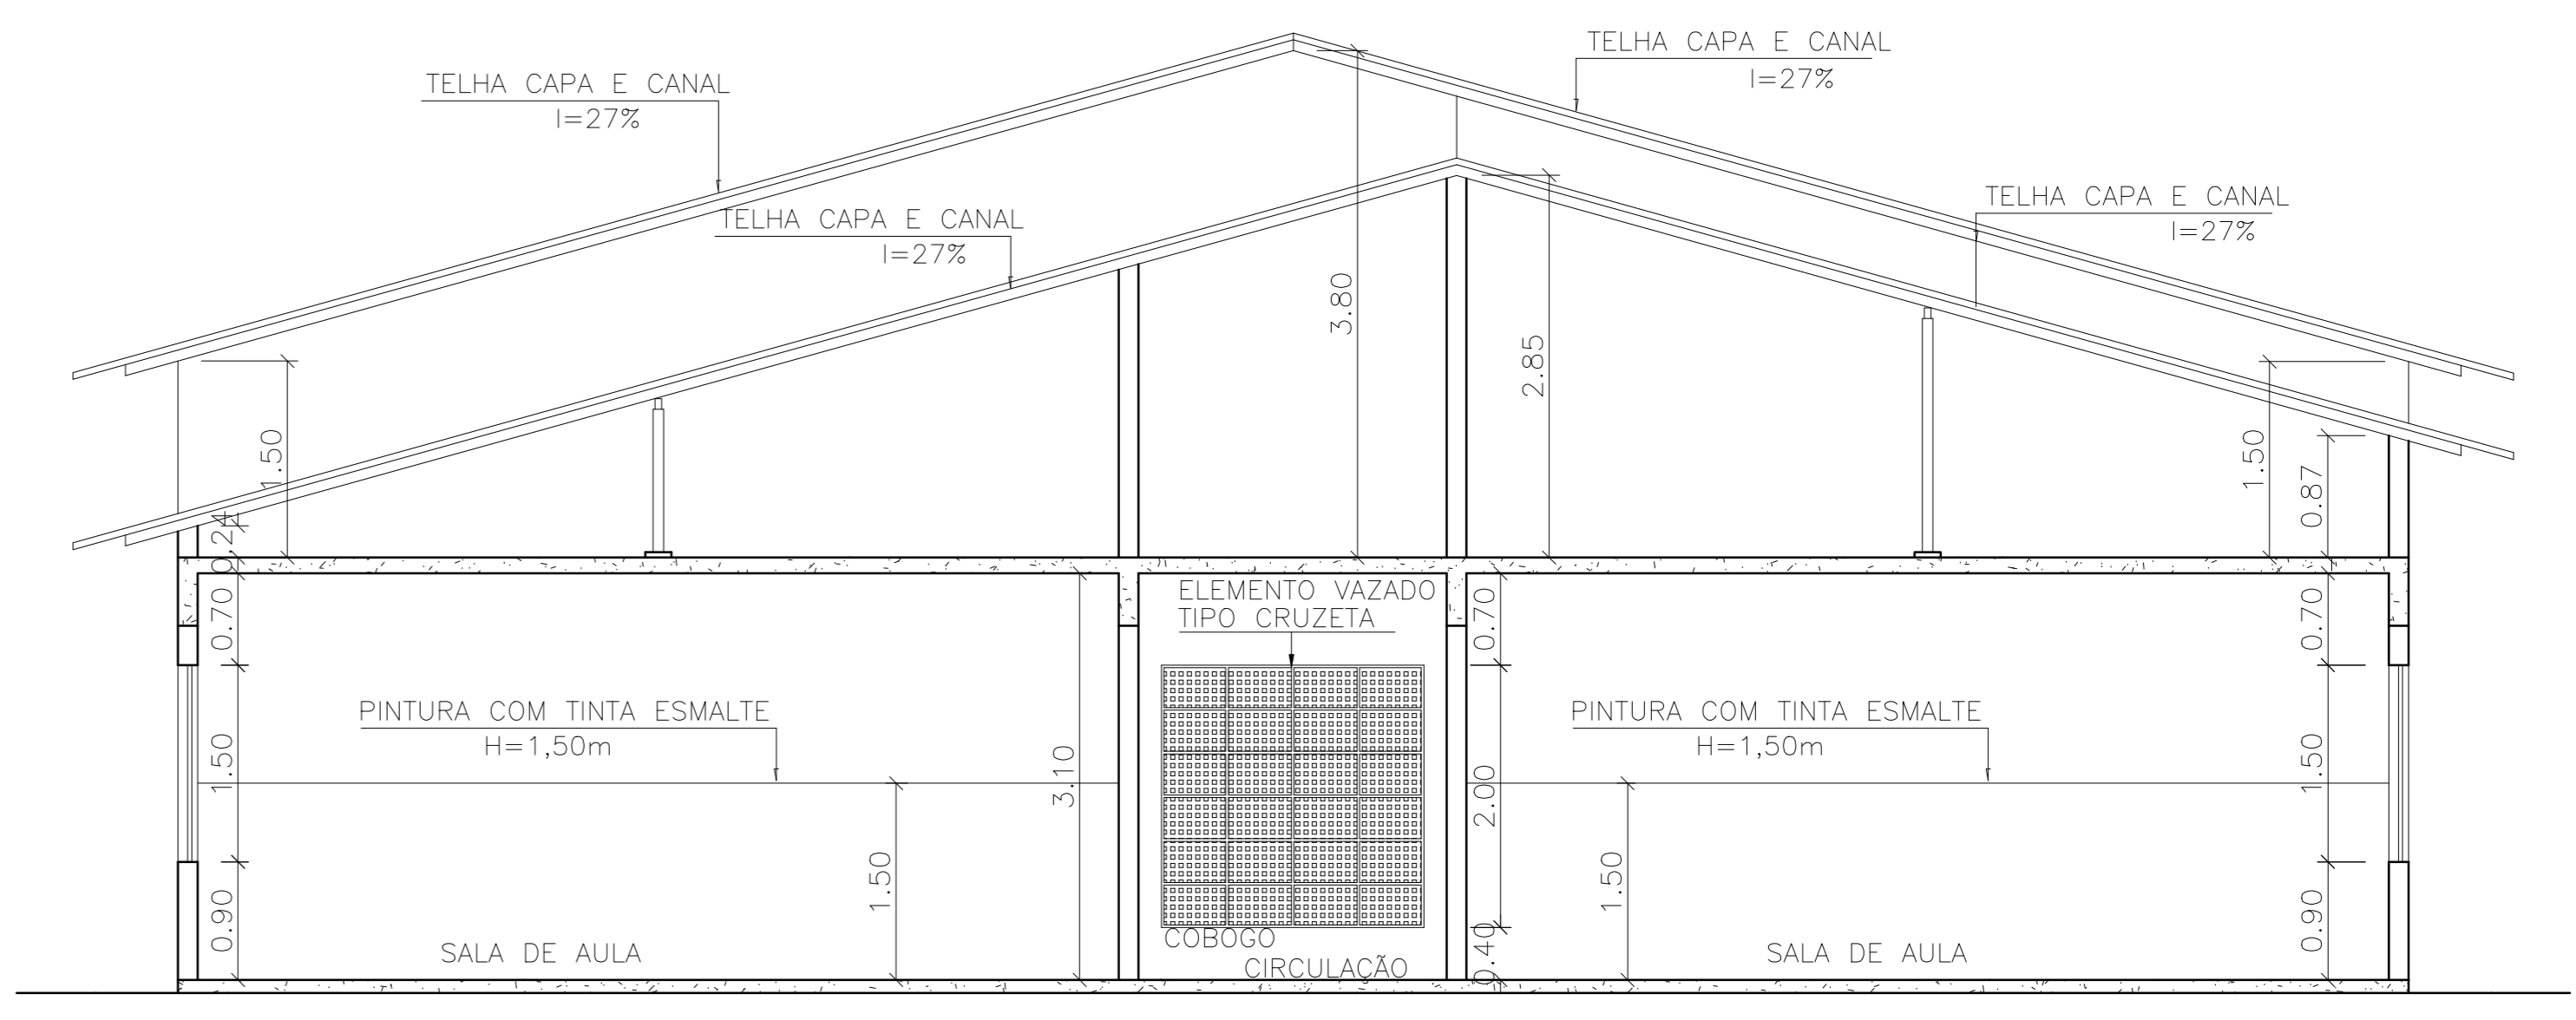 TELHA CAPA E CANAL
I=27%
TELHA CAPA E CANAL
I=27%
TELHA CAPA E CANAL
I=27%
TELHA CAPA E CANAL
I=27%
3.80
2.85
1.50
0.24
1.50
0.87
ELEMENTO VAZADO
TIPO CRUZETA
0.70
1.50
0.90
PINTURA COM TINTA ESMALTE
H=1,50m
3.10
1.50
SALA DE AULA
COBOGO
CIRCULAÇÃO
0.70
2.00
0.40
PINTURA COM TINTA ESMALTE
H=1,50m
1.50
SALA DE AULA
0.70
1.50
0.90